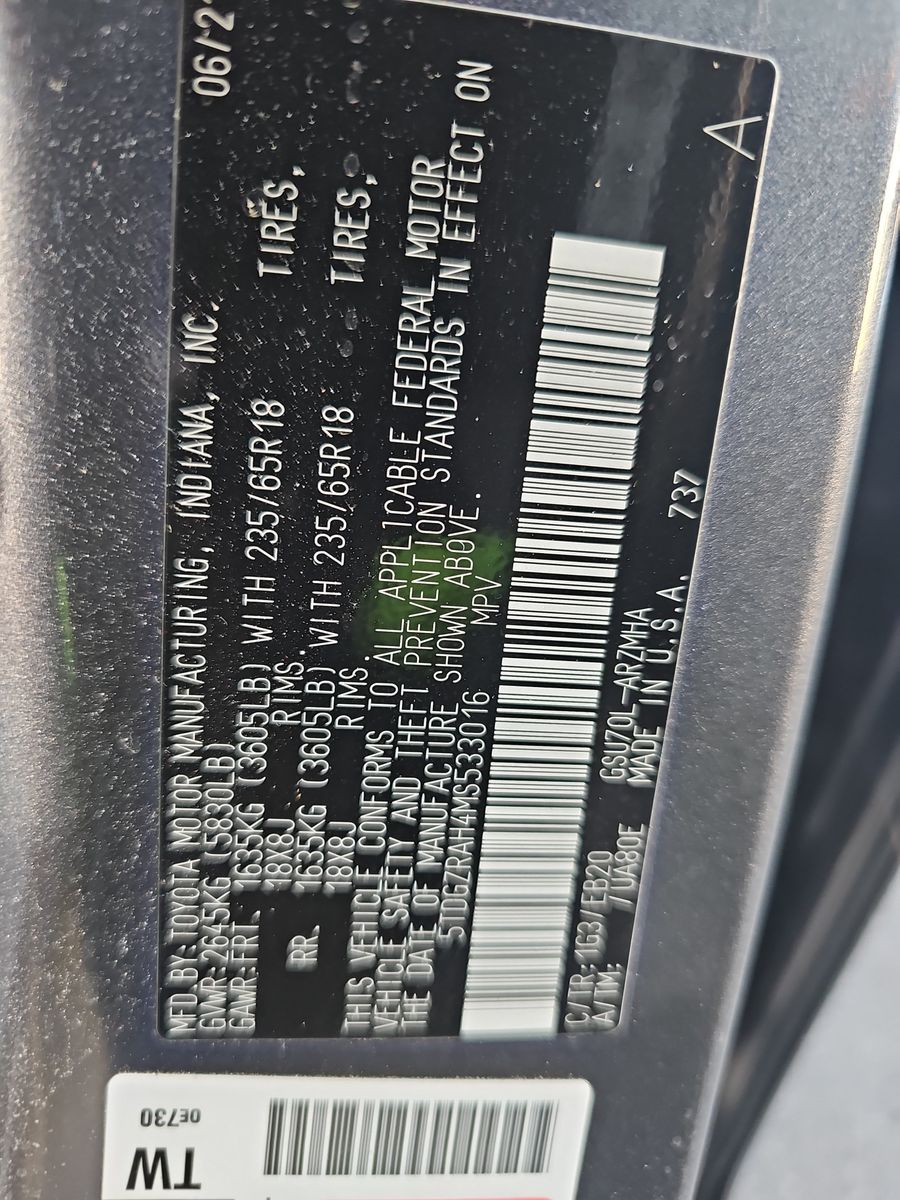 MFD BY: TOYOTA MOTOR MANUFACTURING, INDIANA, INC. 06/2
GVWR: 2645KG (5830LB)
GAWR: FRT. 1635KG (3605LB) WITH 235/65R18 TIRES,
18X8J RIMS.
RR. 1635KG (3605LB) WITH 235/65R18 TIRES,
18X8J RIMS.
THIS VEHICLE CONFORMS TO ALL APPLICABLE FEDERAL MOTOR
VEHICLE SAFETY AND THEFT PREVENTION STANDARDS IN EFFECT ON
THE DATE OF MANUFACTURE SHOWN ABOVE.
5TDGZRAH4MS533016 MPV
C/TR: 1G3/EB20 GSU70L-ARZMHA
A/TM: /UA80E MADE IN U.S.A. 737
A
0E730
TW